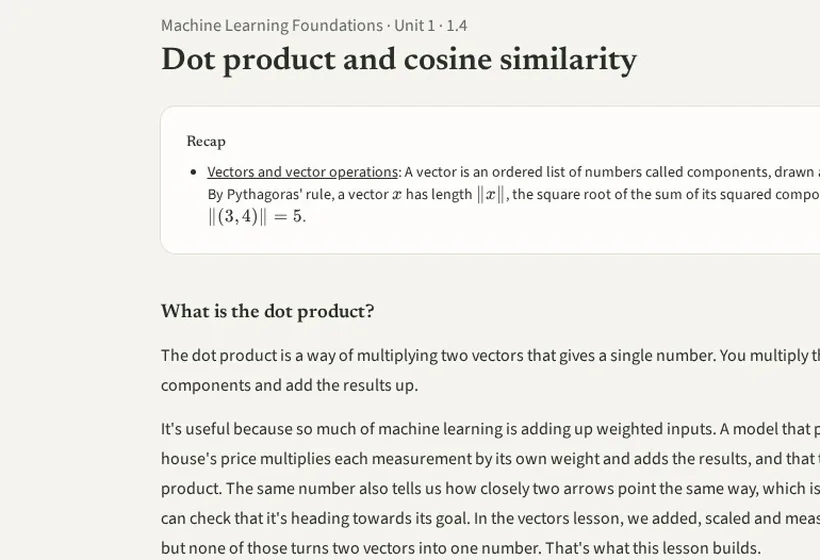 Machine Learning Foundations · Unit 1 · 1.4
Dot product and cosine similarity
Recap
• Vectors and vector operations: A vector is an ordered list of numbers called components, drawn
By Pythagoras' rule, a vector x has length ‖x‖, the square root of the sum of its squared
‖(3, 4)‖ = 5.
What is the dot product?
The dot product is a way of multiplying two vectors that gives a single number. You multiply
components and add the results up.
It's useful because so much of machine learning is adding up weighted inputs. A model that
house's price multiplies each measurement by its own weight and adds the results, and that
product. The same number also tells us how closely two arrows point the same way, which is
can check that it's heading towards its goal. In the vectors lesson, we added, scaled and
but none of those turns two vectors into one number. That's what this lesson builds.